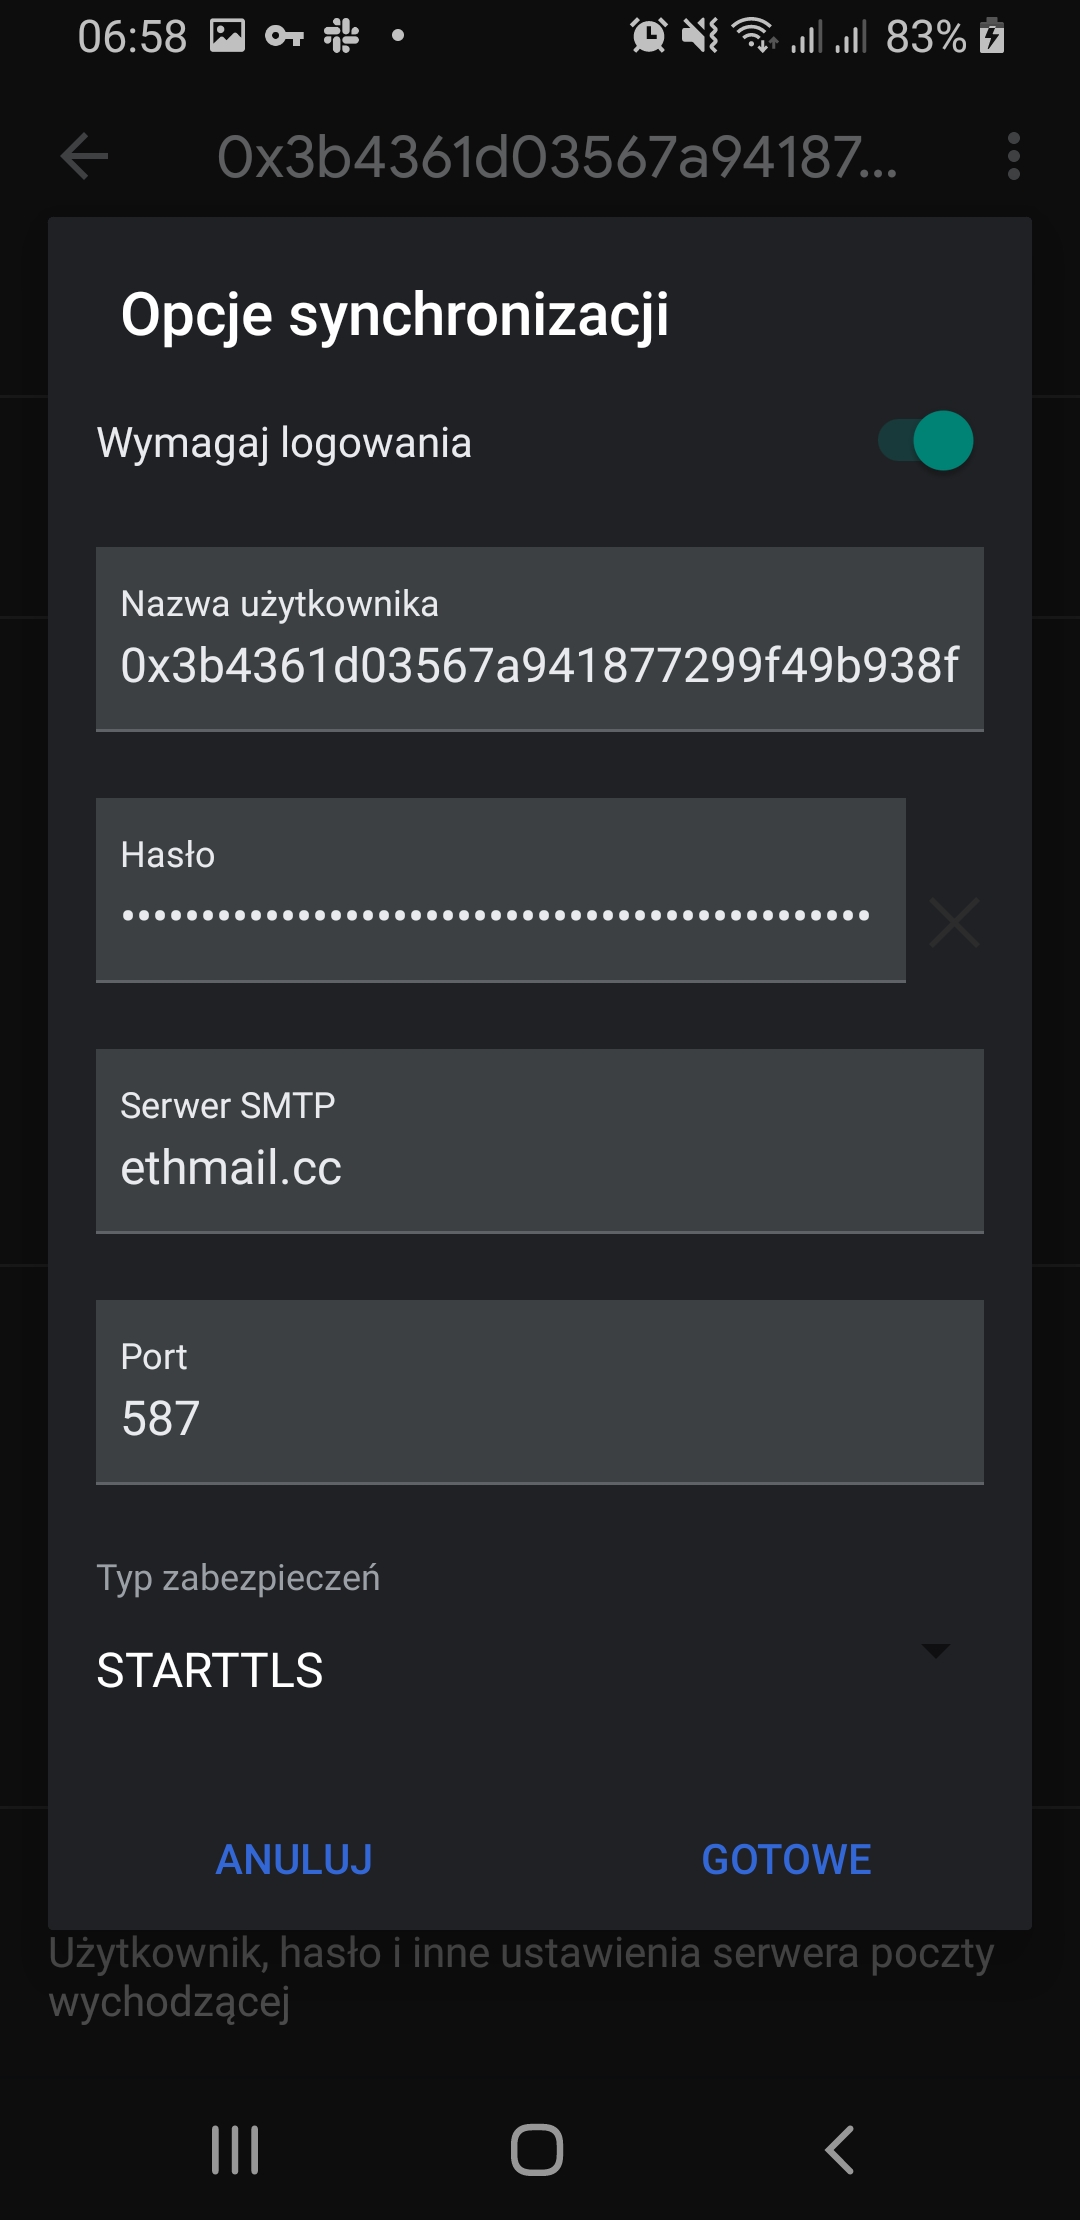 06:58 83%
0x3b4361d03567a94187...
Opcje synchronizacji
Wymagaj logowania
Nazwa użytkownika
0x3b4361d03567a941877299f49b938f
Hasło
•••••••••••••••••••••••••••••••••••••••••••••••
Serwer SMTP
ethmail.cc
Port
587
Typ zabezpieczeń
STARTTLS
ANULUJ GOTOWE
Użytkownik, hasło i inne ustawienia serwera poczty
wychodzącej